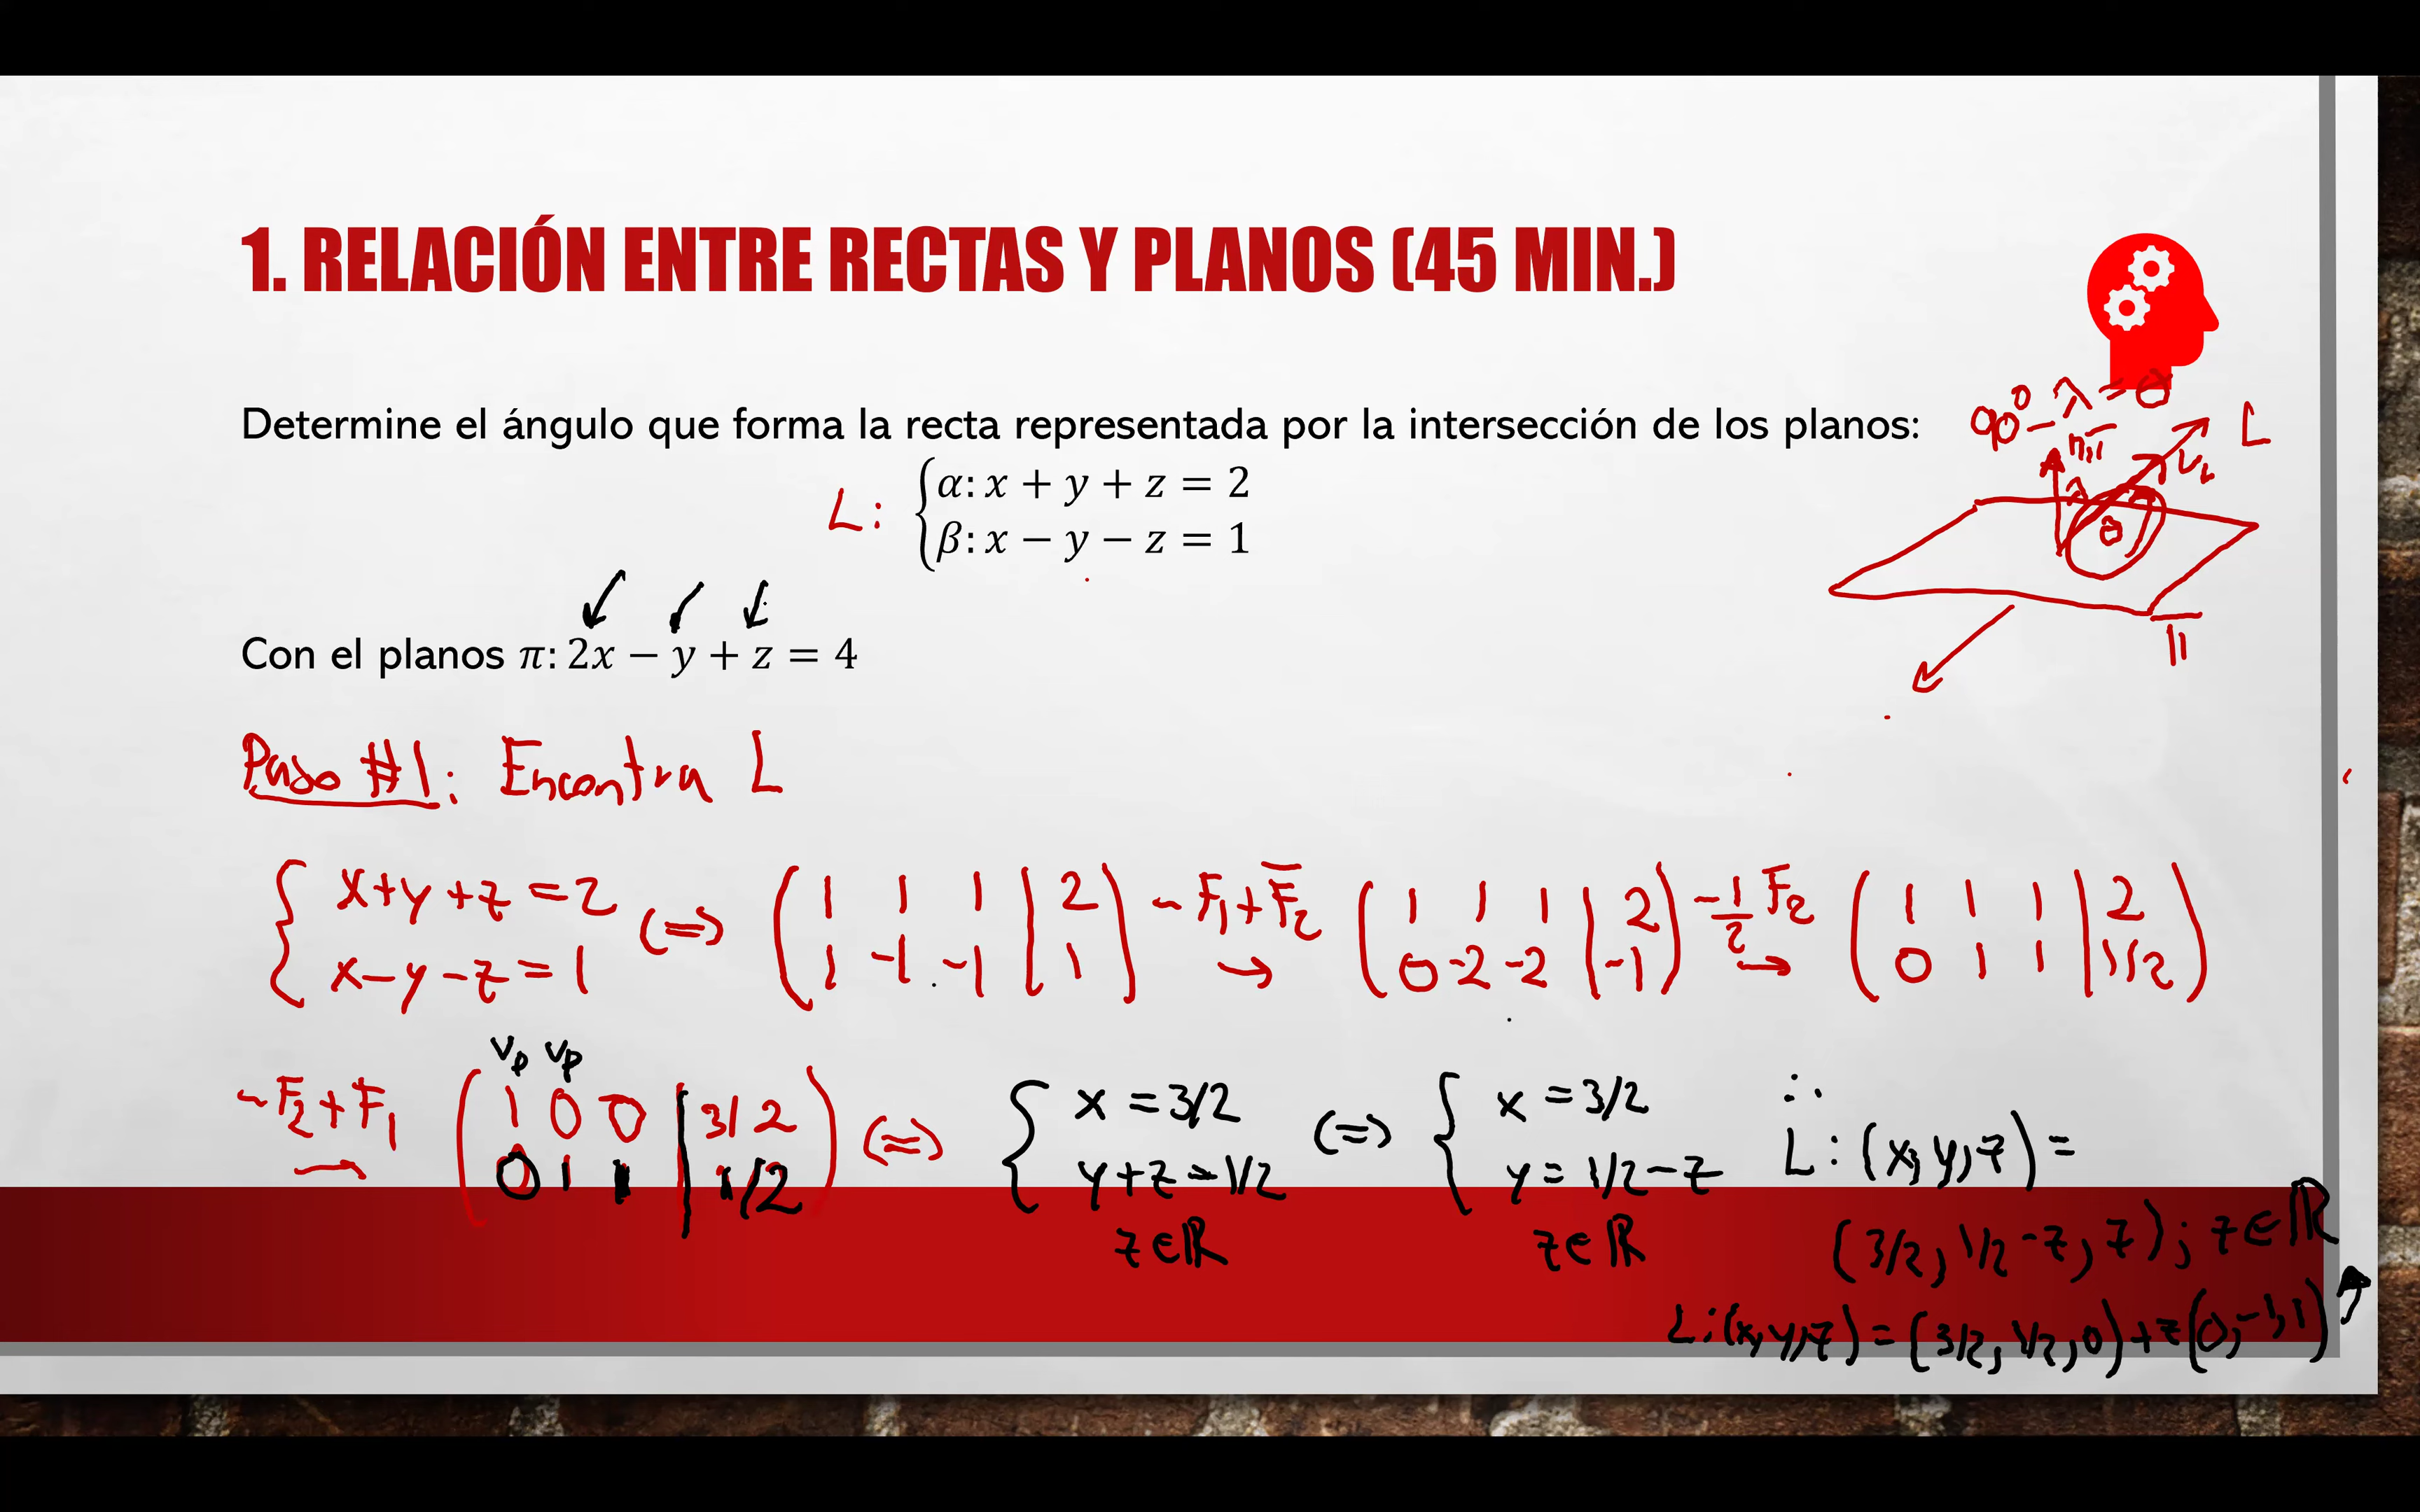 1. RELACIÓN ENTRE RECTAS Y PLANOS (45 MIN.)
90° - λ = θ
Determine el ángulo que forma la recta representada por la intersección de los planos:
L
n_π
v_L
λ
θ
π
L: { α: x + y + z = 2
β: x − y − z = 1
Con el planos π: 2x − y + z = 4
Paso #1: Encontra L
{ x+y+z=2 (⇔) ( 1 1 1 | 2 ) -F1+F2 ( 1 1 1 | 2 ) -1/2 F2 ( 1 1 1 | 2 )
x-y-z=1 ( 1 -1 -1 | 1 ) → ( 0 -2 -2 | -1 ) → ( 0 1 1 | 1/2 )
Vp Vp
-F2+F1 ( 1 0 0 | 3/2 ) (⇔) { x = 3/2 (⇔) { x = 3/2 ∴
→ ( 0 1 1 | 1/2 ) y+z=1/2 y = 1/2-z L: (x,y,z) =
z∈ℝ z∈ℝ (3/2, 1/2-z, z); z∈ℝ
L: (x,y,z) = (3/2, 1/2, 0) + z(0,-1,1)